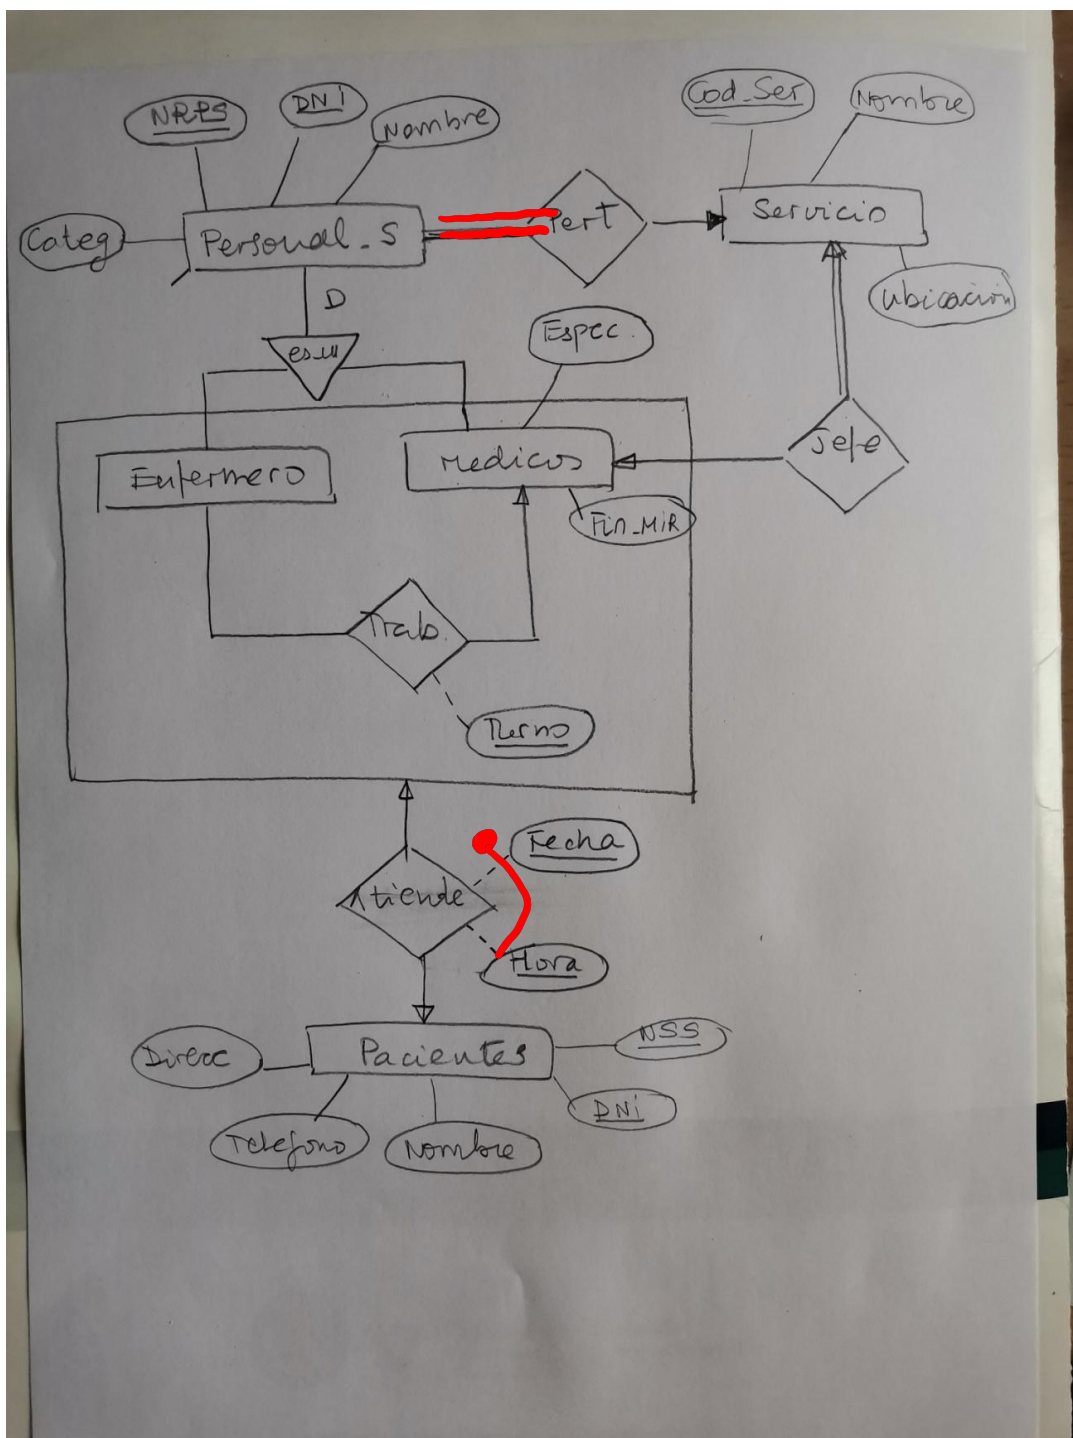 NRPS
DNi
Nombre
Cod_Ser
Nombre
Categ
Personal_S
Pert
Servicio
Ubicación
D
es_un
Espec.
Enfermero
Medicos
Jefe
Fin_MiR
Trab.
Turno
Fecha
Atiende
Hora
Direcc
Pacientes
NSS
DNi
Telefono
Nombre